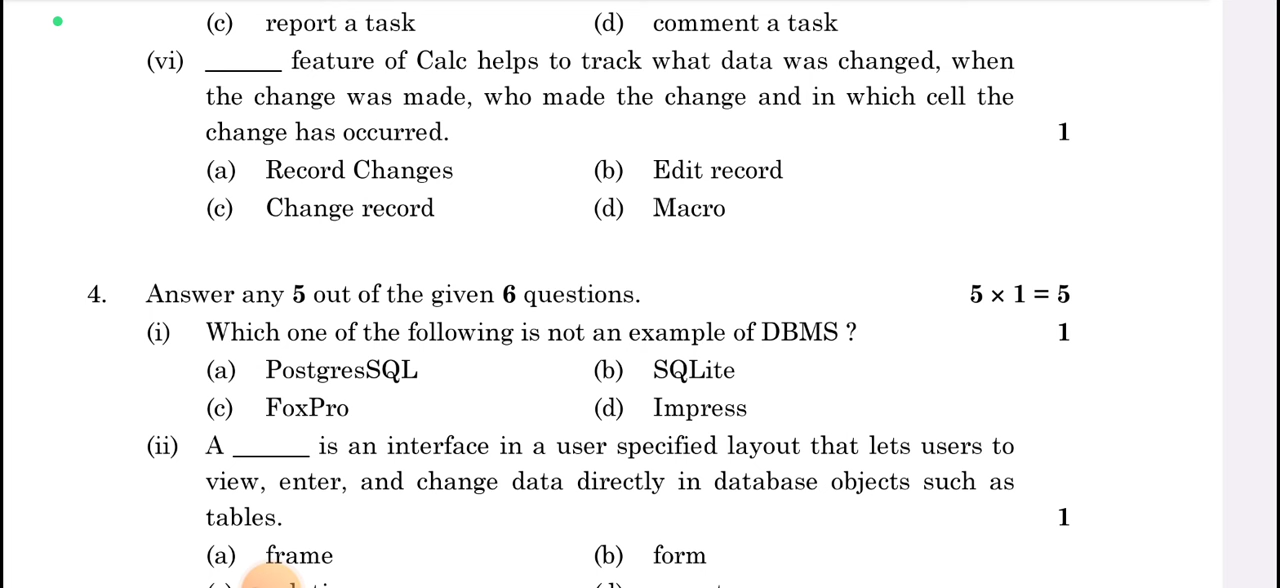 (c) report a task (d) comment a task
(vi) ______ feature of Calc helps to track what data was changed, when
the change was made, who made the change and in which cell the
change has occurred. 1
(a) Record Changes (b) Edit record
(c) Change record (d) Macro
4. Answer any 5 out of the given 6 questions. 5 × 1 = 5
(i) Which one of the following is not an example of DBMS ? 1
(a) PostgresSQL (b) SQLite
(c) FoxPro (d) Impress
(ii) A ______ is an interface in a user specified layout that lets users to
view, enter, and change data directly in database objects such as
tables. 1
(a) frame (b) form